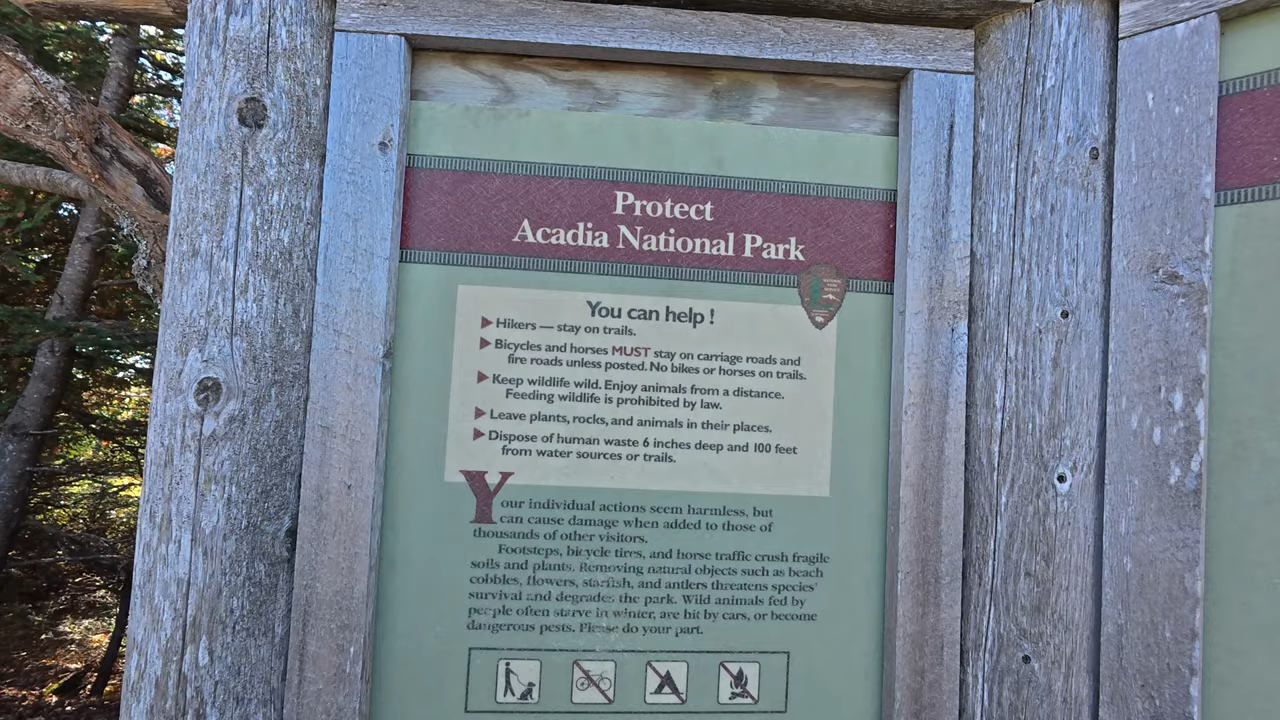 Protect
Acadia National Park
You can help !
Hikers — stay on trails.
Bicycles and horses MUST stay on carriage roads and
fire roads unless posted. No bikes or horses on trails.
Keep wildlife wild. Enjoy animals from a distance.
Feeding wildlife is prohibited by law.
Leave plants, rocks, and animals in their places.
Dispose of human waste 6 inches deep and 100 feet
from water sources or trails.
Your individual actions seem harmless, but
can cause damage when added to those of
thousands of other visitors.
Footsteps, bicycle tires, and horse traffic crush fragile
soils and plants. Removing natural objects such as beach
cobbles, flowers, starfish, and antlers threatens species'
survival and degrades the park. Wild animals fed by
people often starve in winter, are hit by cars, or become
dangerous pests. Please do your part.